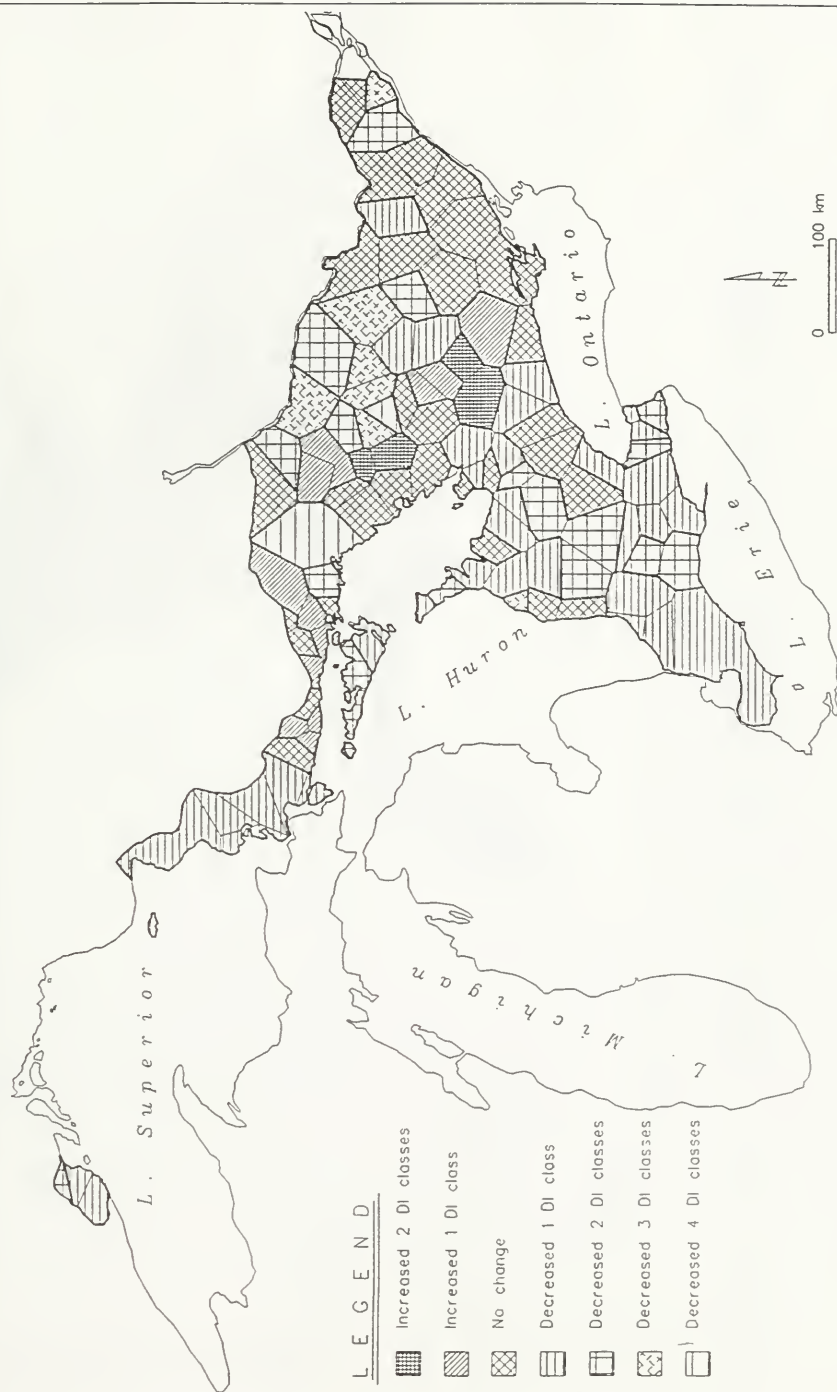 L. Superior
L. Michigan
L. Huron
L. Erie
L. Ontario
N
0 100 km
LEGEND
Increased 2 DI classes
Increased 1 DI class
No change
Decreased 1 DI class
Decreased 2 DI classes
Decreased 3 DI classes
Decreased 4 DI classes